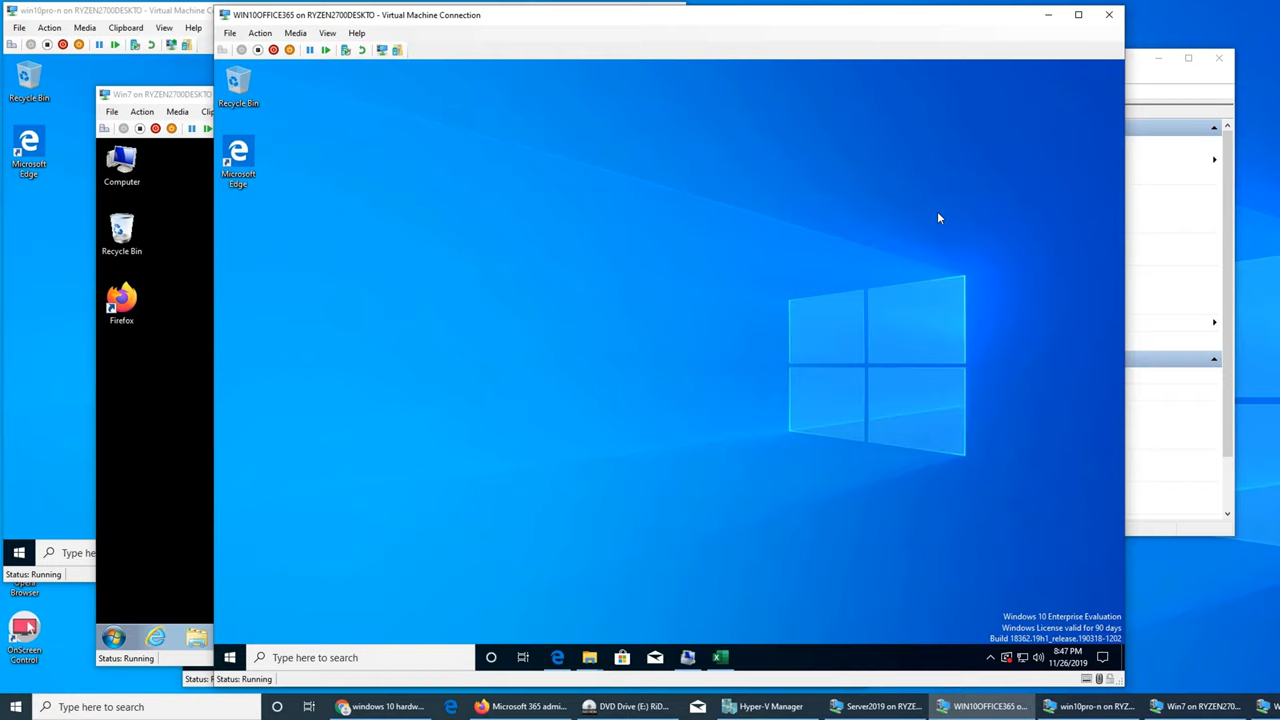 win10pro-n on RYZEN2700DESKTO
File Action Media Clipboard View Help
Recycle Bin
Microsoft
Edge
Type he
Status: Running
Browser
OnScreen
Control
Win7 on RYZEN2700DESKTO
File Action Media Cli
Computer
Recycle Bin
Firefox
Status: Running
WIN10OFFICE365 on RYZEN2700DESKTO - Virtual Machine Connection
File Action Media View Help
Recycle Bin
Microsoft
Edge
Windows 10 Enterprise Evaluation
Windows License valid for 90 days
Build 18362.19h1_release.190318-1202
Type here to search
8:47 PM
11/26/2019
Status: Running
Type here to search
windows 10 hardw...
Microsoft 365 admi...
DVD Drive (E:) RiD...
Hyper-V Manager
Server2019 on RYZE...
WIN10OFFICE365 o...
win10pro-n on RYZ...
Win7 on RYZEN270...